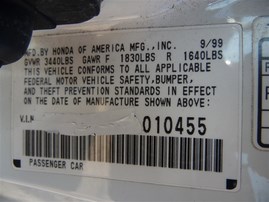 MFD.BY HONDA OF AMERICA MFG.,INC. 9/99
GVWR 3440LBS GAWR F 1830LBS R 1640LBS
THIS VEHICLE CONFORMS TO ALL APPLICABLE
FEDERAL MOTOR VEHICLE SAFETY,BUMPER,
AND THEFT PREVENTION STANDARDS IN EFFECT
ON THE DATE OF MANUFACTURE SHOWN ABOVE.
V.I.N. 010455
PASSENGER CAR